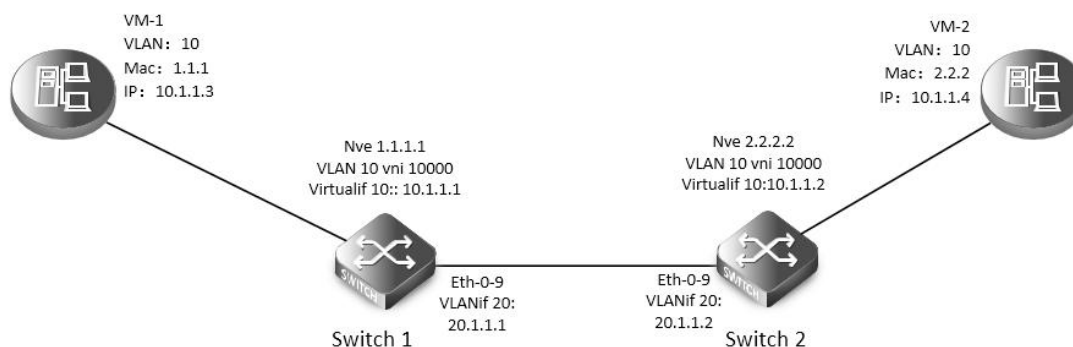 VM-1
VLAN：10
Mac：1.1.1
IP：10.1.1.3
VM-2
VLAN：10
Mac：2.2.2
IP：10.1.1.4
Nve 1.1.1.1
VLAN 10 vni 10000
Virtualif 10:: 10.1.1.1
Nve 2.2.2.2
VLAN 10 vni 10000
Virtualif 10:10.1.1.2
SWITCH
Eth-0-9
VLANif 20:
20.1.1.1
Eth-0-9
VLANif 20:
20.1.1.2
SWITCH
Switch 1
Switch 2